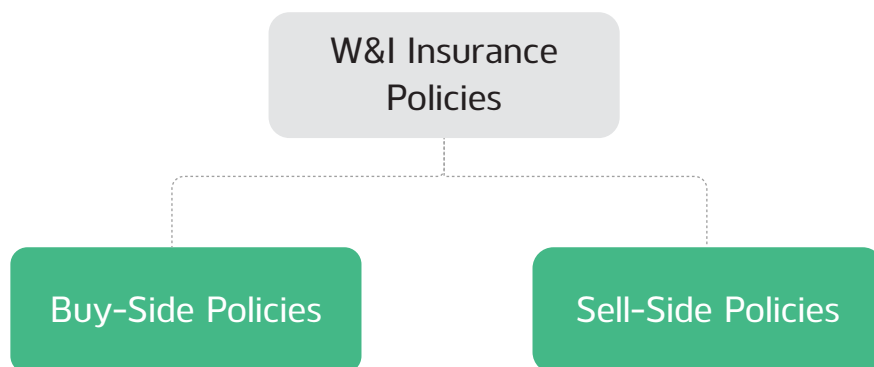 W&I Insurance
Policies
Buy-Side Policies
Sell-Side Policies